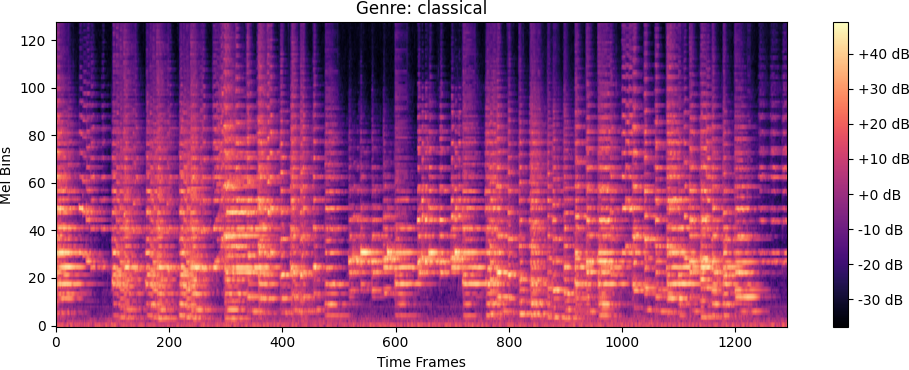 Genre: classical
120
100
80
60
40
20
0
Mel Bins
0 200 400 600 800 1000 1200
Time Frames
+40 dB
+30 dB
+20 dB
+10 dB
+0 dB
-10 dB
-20 dB
-30 dB